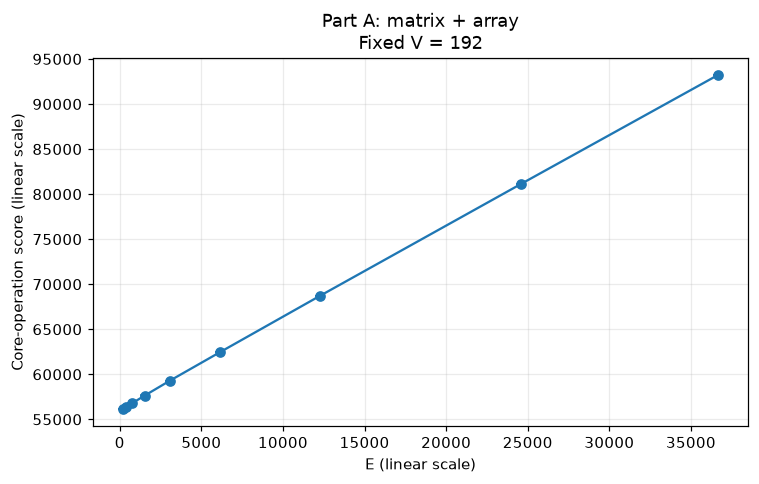 Part A: matrix + array
Fixed V = 192
Core-operation score (linear scale)
95000
90000
85000
80000
75000
70000
65000
60000
55000
0 5000 10000 15000 20000 25000 30000 35000
E (linear scale)